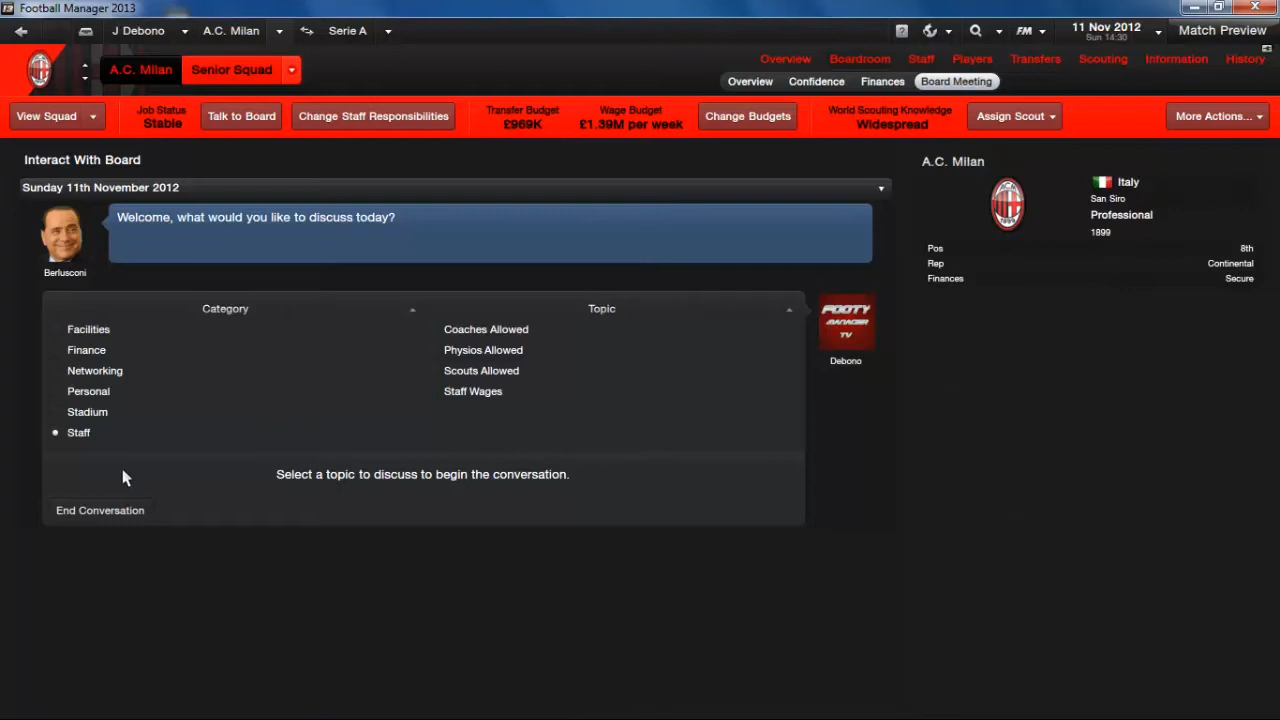 Football Manager 2013
J Debono
A.C. Milan
Serie A
?
FM
11 Nov 2012
Sun 14:30
Match Preview
A.C. Milan
Senior Squad
Overview Boardroom Staff Players Transfers Scouting Information History
Overview Confidence Finances Board Meeting
View Squad
Job Status
Stable
Talk to Board
Change Staff Responsibilities
Transfer Budget
£969K
Wage Budget
£1.39M per week
Change Budgets
World Scouting Knowledge
Widespread
Assign Scout
More Actions...
Interact With Board
Sunday 11th November 2012
Welcome, what would you like to discuss today?
Berlusconi
Category
Topic
Facilities
Finance
Networking
Personal
Stadium
Staff
Coaches Allowed
Physios Allowed
Scouts Allowed
Staff Wages
Select a topic to discuss to begin the conversation.
End Conversation
FOOTY
MANAGER
TV
Debono
A.C. Milan
Italy
San Siro
Professional
1899
Pos 8th
Rep Continental
Finances Secure